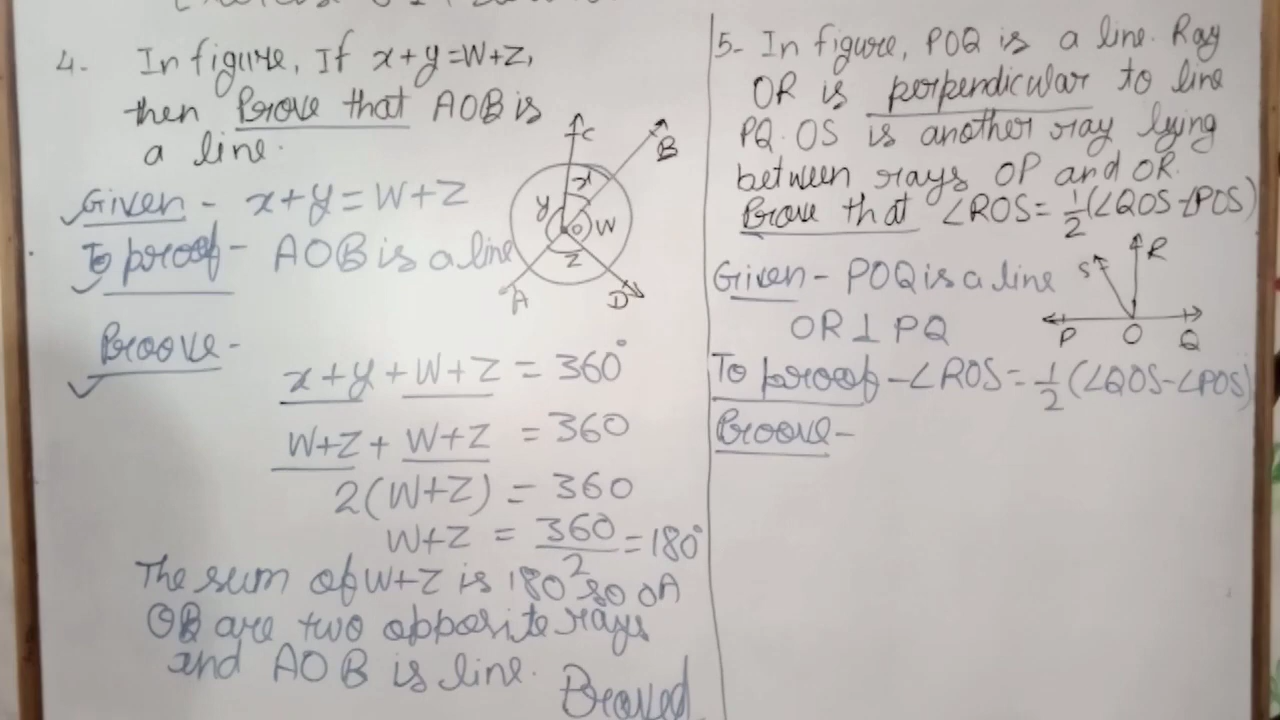 4. In figure, If x+y=W+Z,
then Prove that AOB is
a line.
Given - x+y=W+Z
To proof - AOB is a line
C
B
x
y
O
W
Z
A
D
Proove -
x+y+W+Z = 360°
W+Z + W+Z = 360
2(W+Z) = 360
W+Z = 360/2 = 180°
The sum of W+Z is 180° so OA
OB are two opposite rays
and AOB is line.
Proved
5- In figure, POQ is a line. Ray
OR is perpendicular to line
PQ. OS is another ray lying
between rays OP and OR.
Prove that ∠ROS=1/2(∠QOS-∠POS)
Given - POQ is a line
OR⊥PQ
R
S
P
O
Q
To proof - ∠ROS=1/2(∠QOS-∠POS)
Proove -